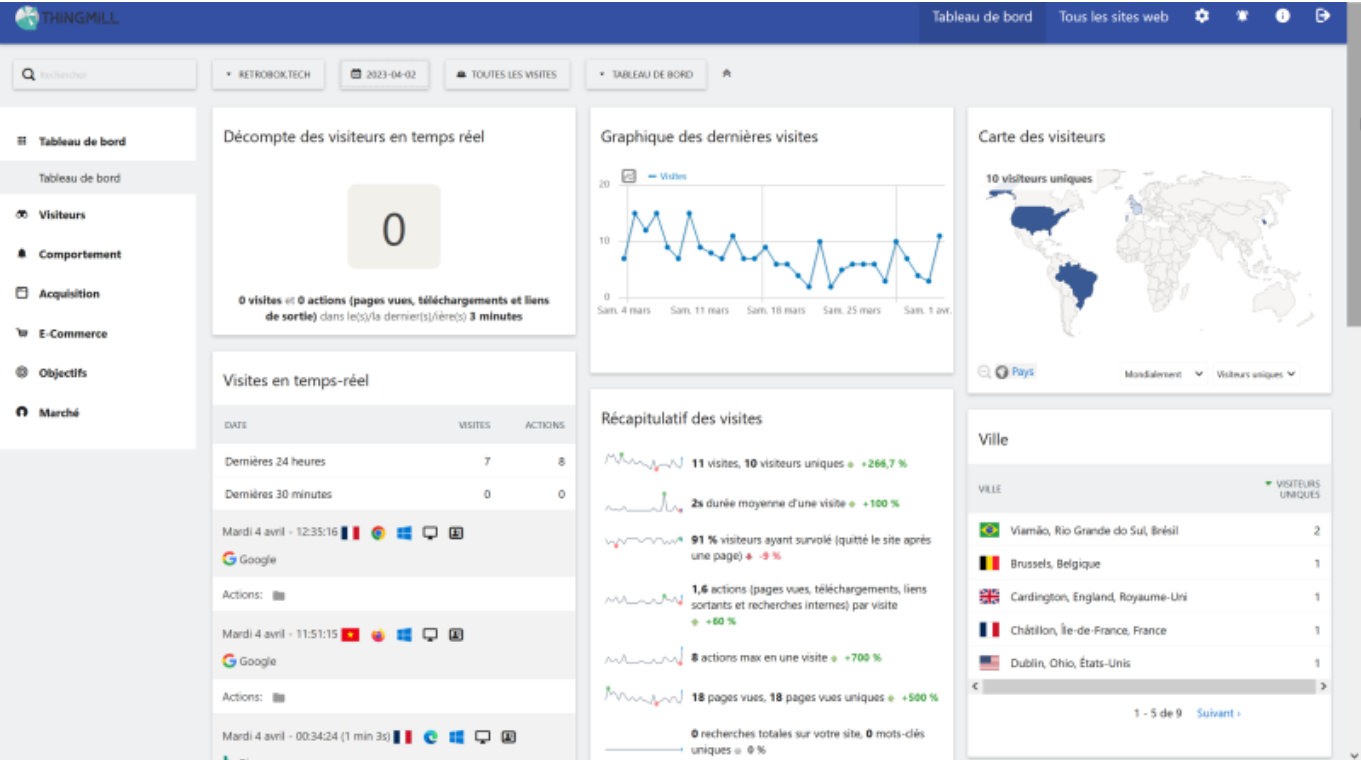 THINGMILL
Tableau de bord
Tous les sites web
Rechercher
RETROBOX.TECH
2023-04-02
TOUTES LES VISITES
TABLEAU DE BORD
Tableau de bord
Tableau de bord
Visiteurs
Comportement
Acquisition
E-Commerce
Objectifs
Marché
Décompte des visiteurs en temps réel
0
0 visites et 0 actions (pages vues, téléchargements et liens
de sortie) dans le(s)/la dernier(s)/ière(s) 3 minutes
Visites en temps-réel
DATE VISITES ACTIONS
Dernières 24 heures 7 8
Dernières 30 minutes 0 0
Mardi 4 avril - 12:35:16
Google
Actions:
Mardi 4 avril - 11:51:15
Google
Actions:
Mardi 4 avril - 00:34:24 (1 min 3s)
Graphique des dernières visites
Visites
20
10
0
Sam. 4 mars Sam. 11 mars Sam. 18 mars Sam. 25 mars Sam. 1 avr.
Récapitulatif des visites
11 visites, 10 visiteurs uniques +266,7 %
2s durée moyenne d'une visite +100 %
91 % visiteurs ayant survolé (quitté le site après
une page) -9 %
1,6 actions (pages vues, téléchargements, liens
sortants et recherches internes) par visite
+60 %
8 actions max en une visite +700 %
18 pages vues, 18 pages vues uniques +500 %
0 recherches totales sur votre site, 0 mots-clés
uniques 0 %
Carte des visiteurs
10 visiteurs uniques
Pays
Mondialement
Visiteurs uniques
Ville
VILLE VISITEURS
UNIQUES
Viamão, Rio Grande do Sul, Brésil 2
Brussels, Belgique 1
Cardington, England, Royaume-Uni 1
Châtillon, Île-de-France, France 1
Dublin, Ohio, États-Unis 1
1 - 5 de 9 Suivant ›